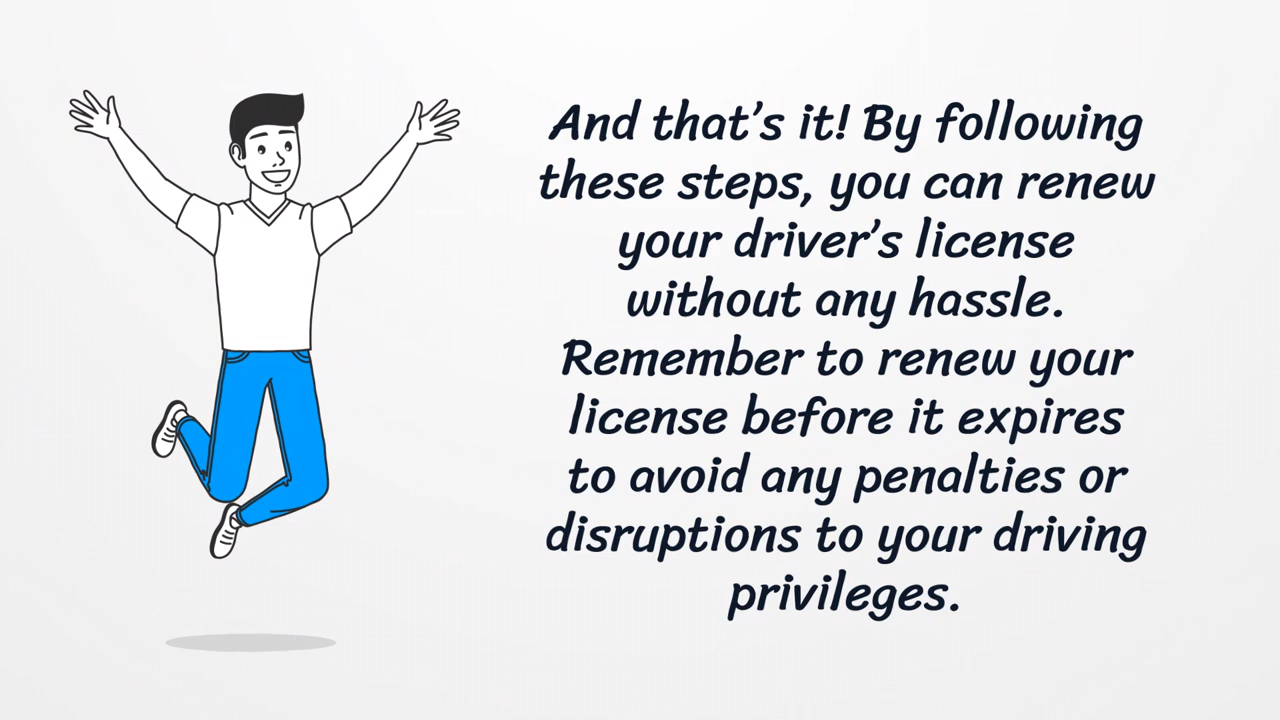 And that’s it! By following
these steps, you can renew
your driver’s license
without any hassle.
Remember to renew your
license before it expires
to avoid any penalties or
disruptions to your driving
privileges.